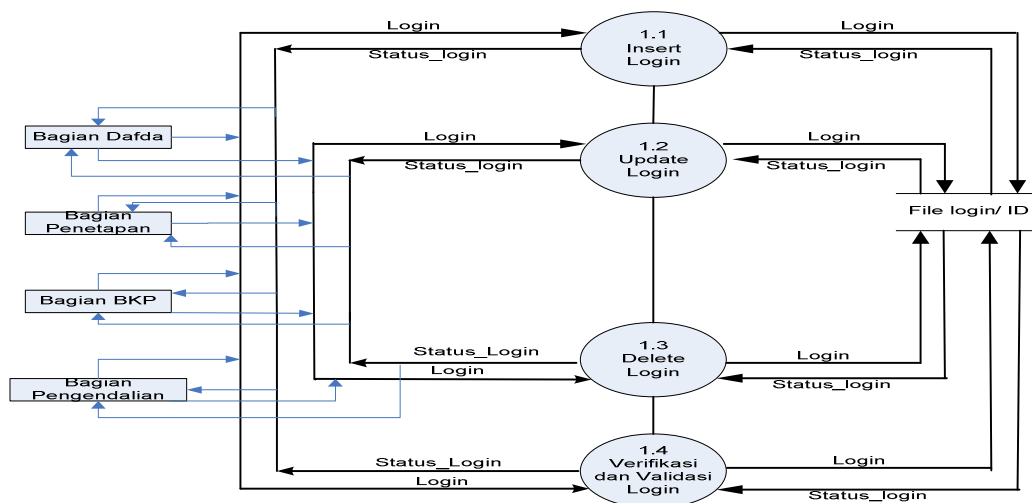 Login
1.1
Insert
Login
Login
Status_login
Status_login
Bagian Dafda
Login
1.2
Update
Login
Login
Status_login
Status_login
Bagian
Penetapan
File login/ ID
Bagian BKP
Status_Login
1.3
Delete
Login
Login
Login
Status_login
Bagian
Pengendalian
Status_Login
1.4
Verifikasi
dan Validasi
Login
Login
Login
Status_login